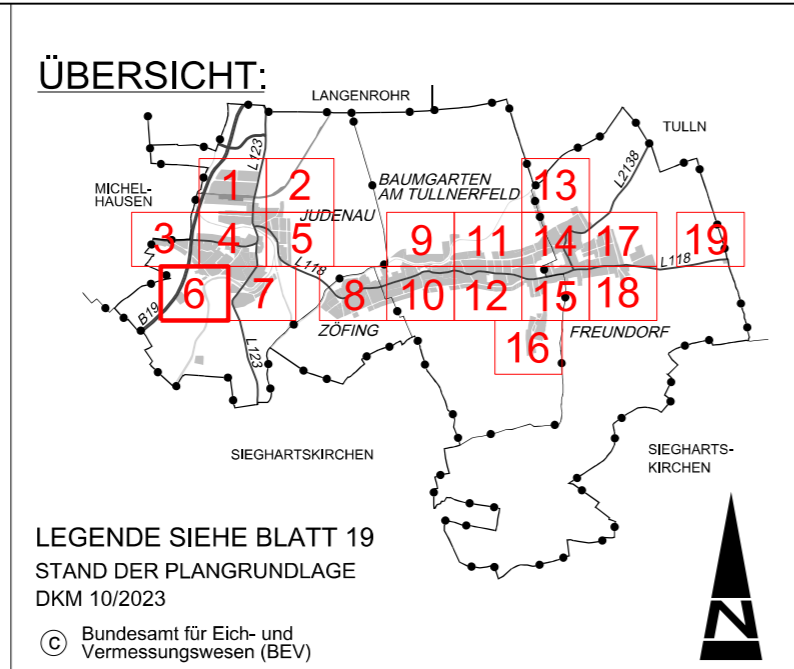 ÜBERSICHT:
LANGENROHR
TULLN
L123
L2138
MICHEL-
HAUSEN
1
2
BAUMGARTEN
AM TULLNERFELD
13
JUDENAU
3
4
5
9
11
14
17
19
L118
L118
B19
6
7
8
10
12
15
18
ZÖFING
FREUNDORF
L123
16
SIEGHARTSKIRCHEN
SIEGHARTS-
KIRCHEN
LEGENDE SIEHE BLATT 19
STAND DER PLANGRUNDLAGE
DKM 10/2023
© Bundesamt für Eich- und
Vermessungswesen (BEV)
N